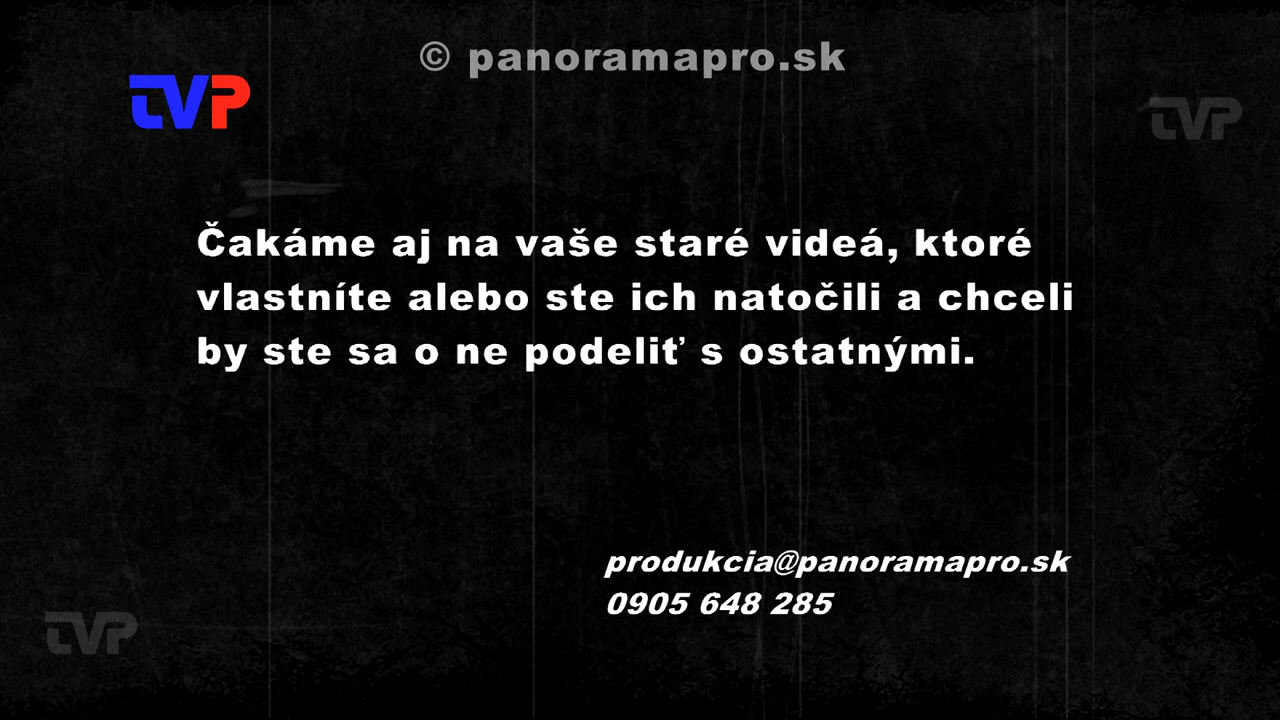 © panoramapro.sk
TVP
TVP
Čakáme aj na vaše staré videá, ktoré
vlastníte alebo ste ich natočili a chceli
by ste sa o ne podeliť s ostatnými.
produkcia@panoramapro.sk
0905 648 285
TVP